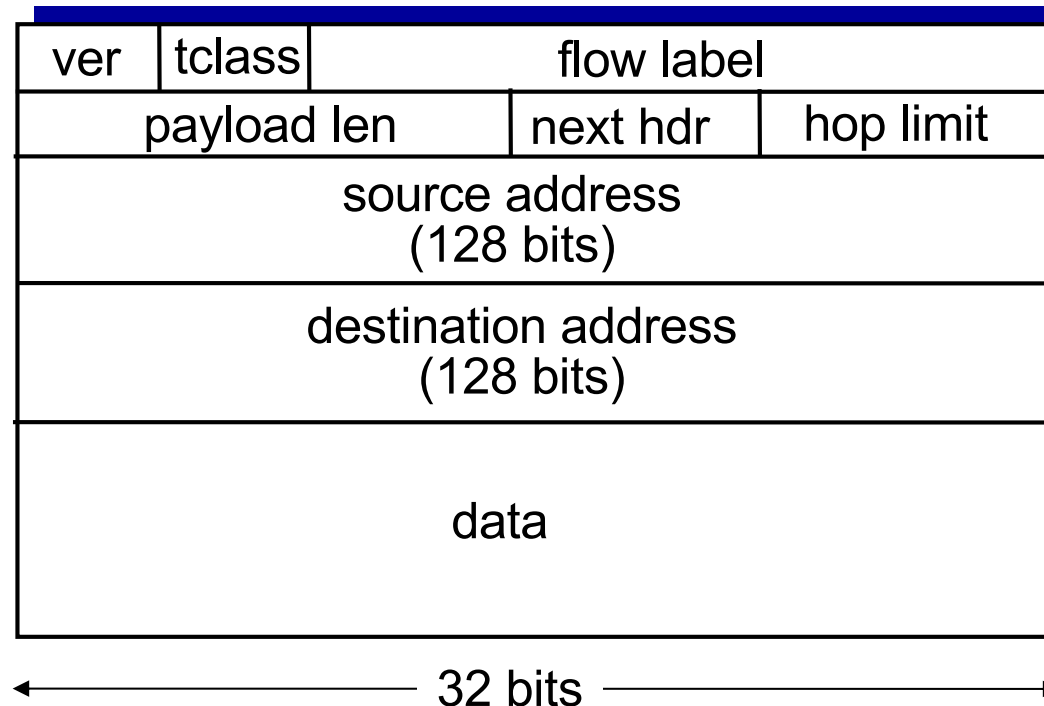 ver tclass flow label
payload len next hdr hop limit
source address
(128 bits)
destination address
(128 bits)
data
32 bits